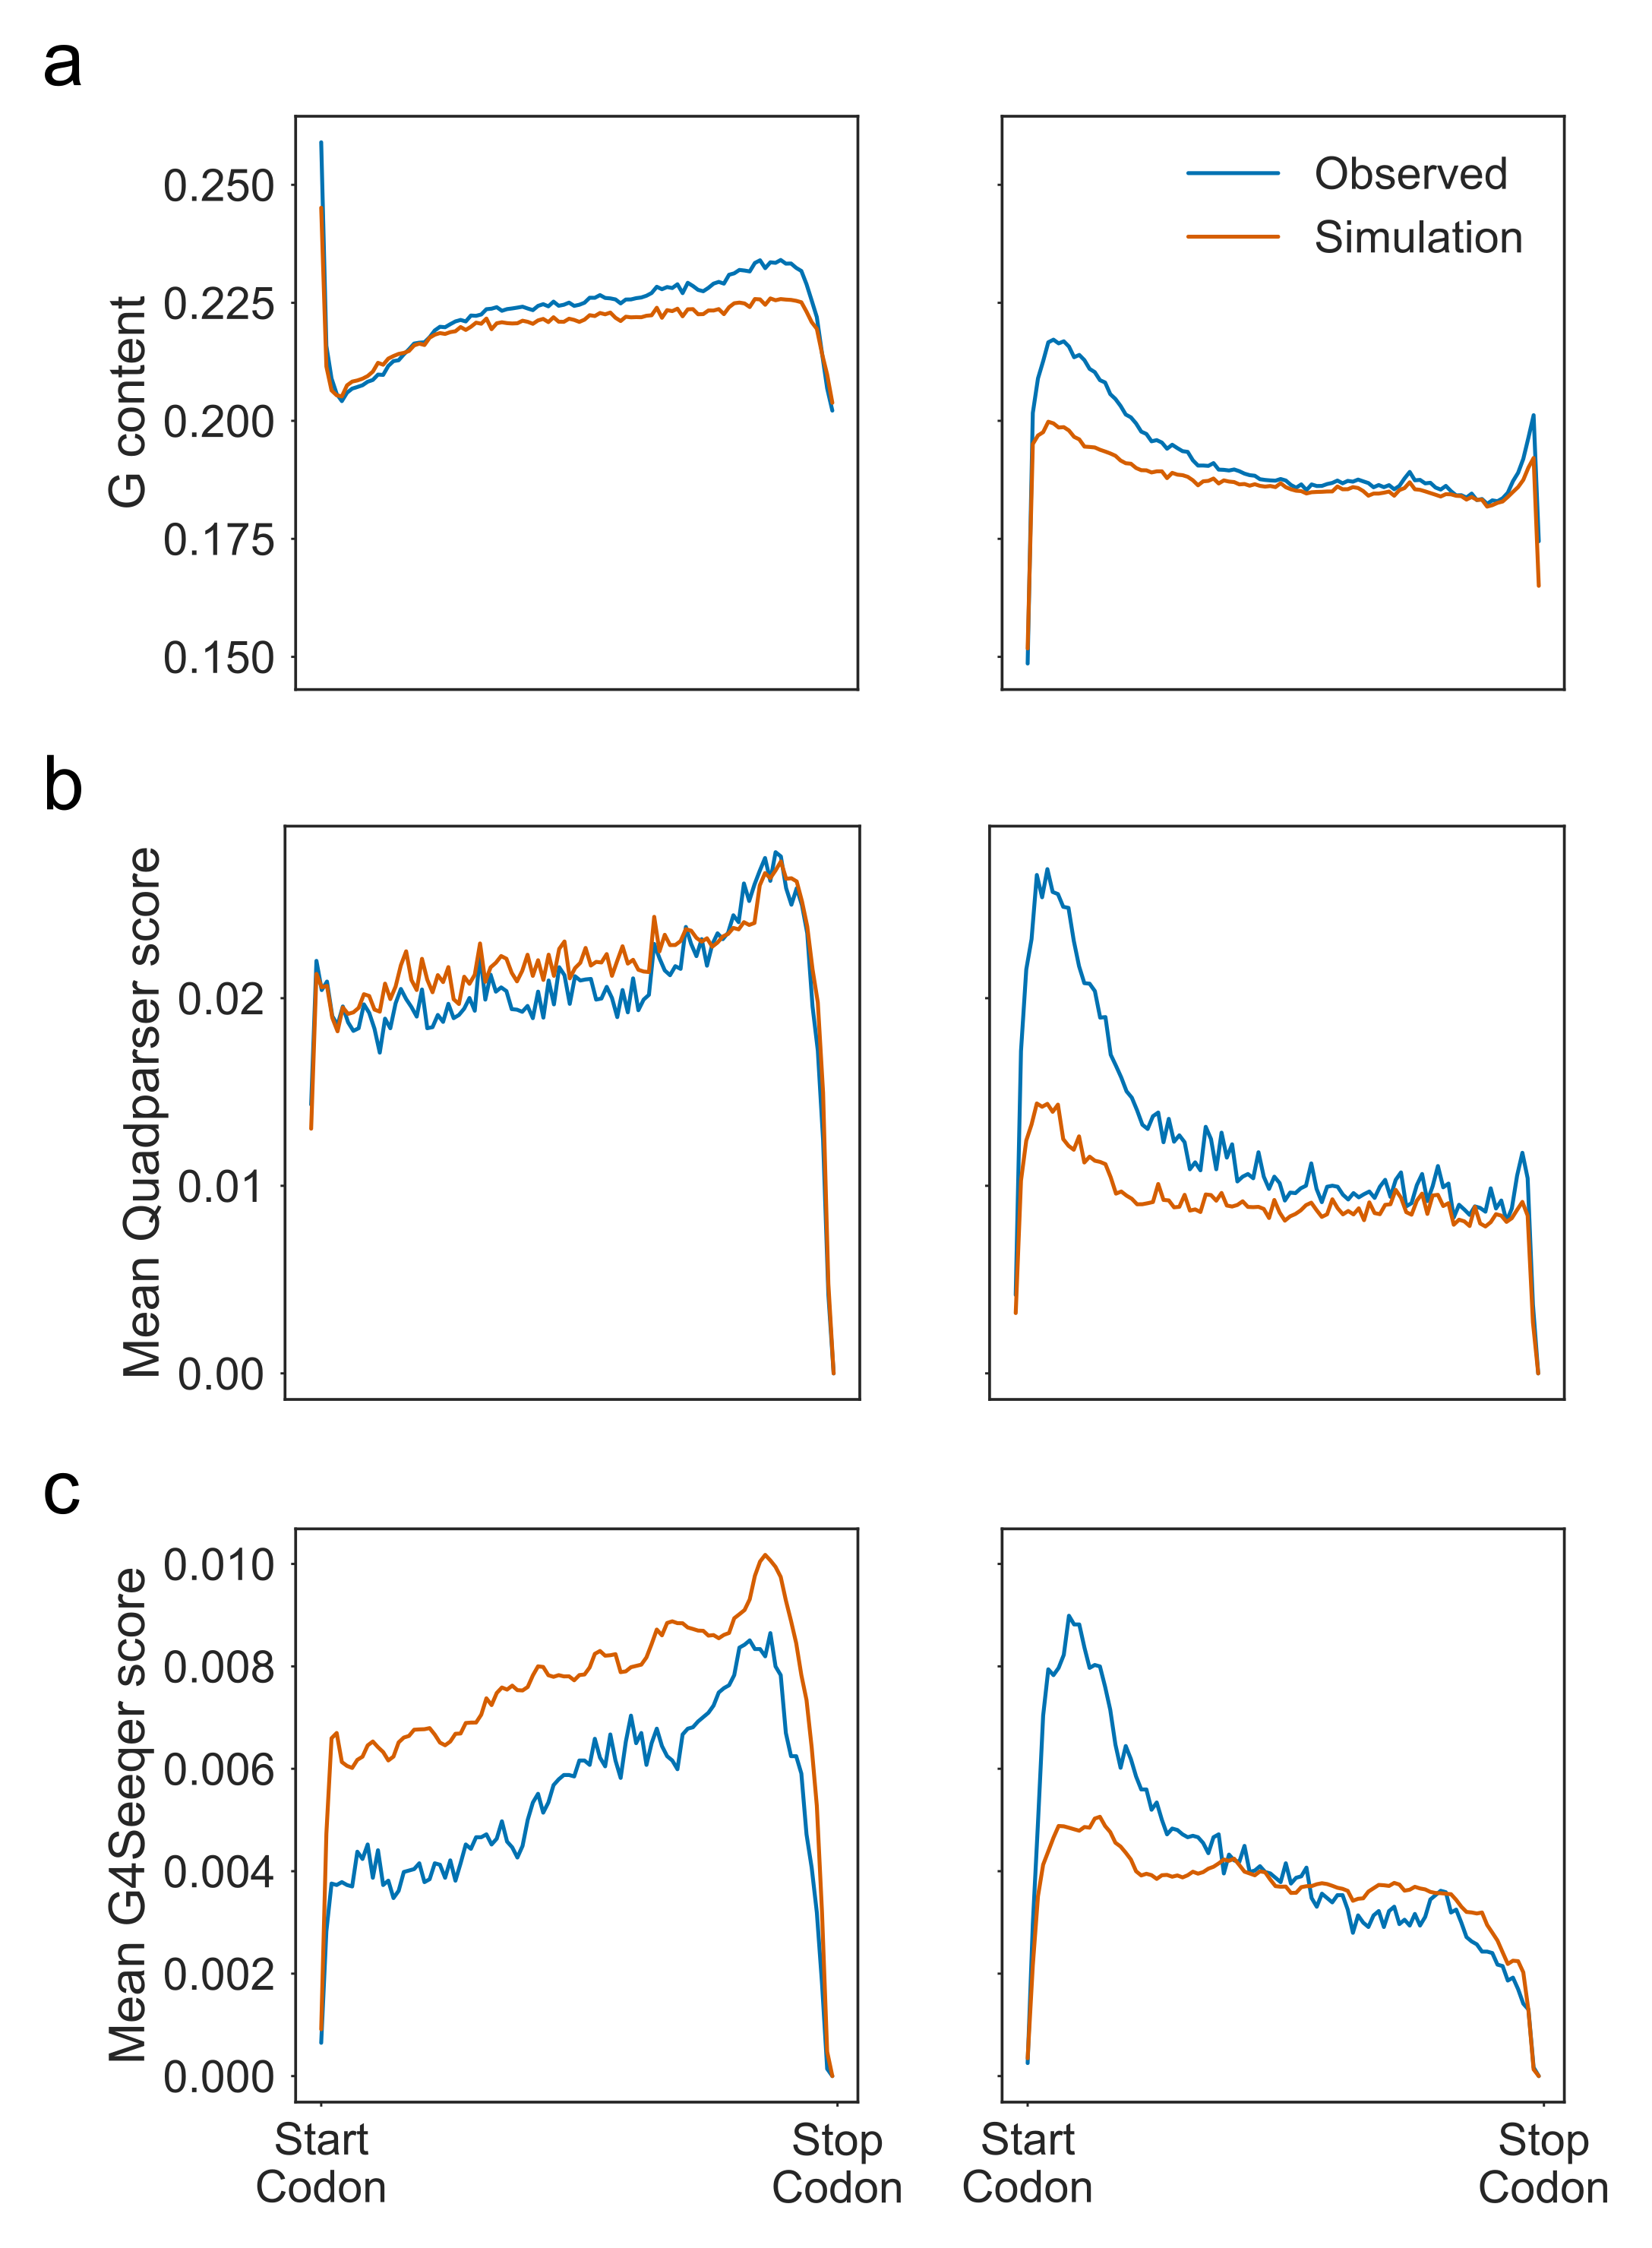 a
G content
0.250
0.225
0.200
0.175
0.150
Observed
Simulation
b
Mean Quadparser score
0.02
0.01
0.00
c
Mean G4Seeqer score
0.010
0.008
0.006
0.004
0.002
0.000
Start
Codon
Stop
Codon
Start
Codon
Stop
Codon